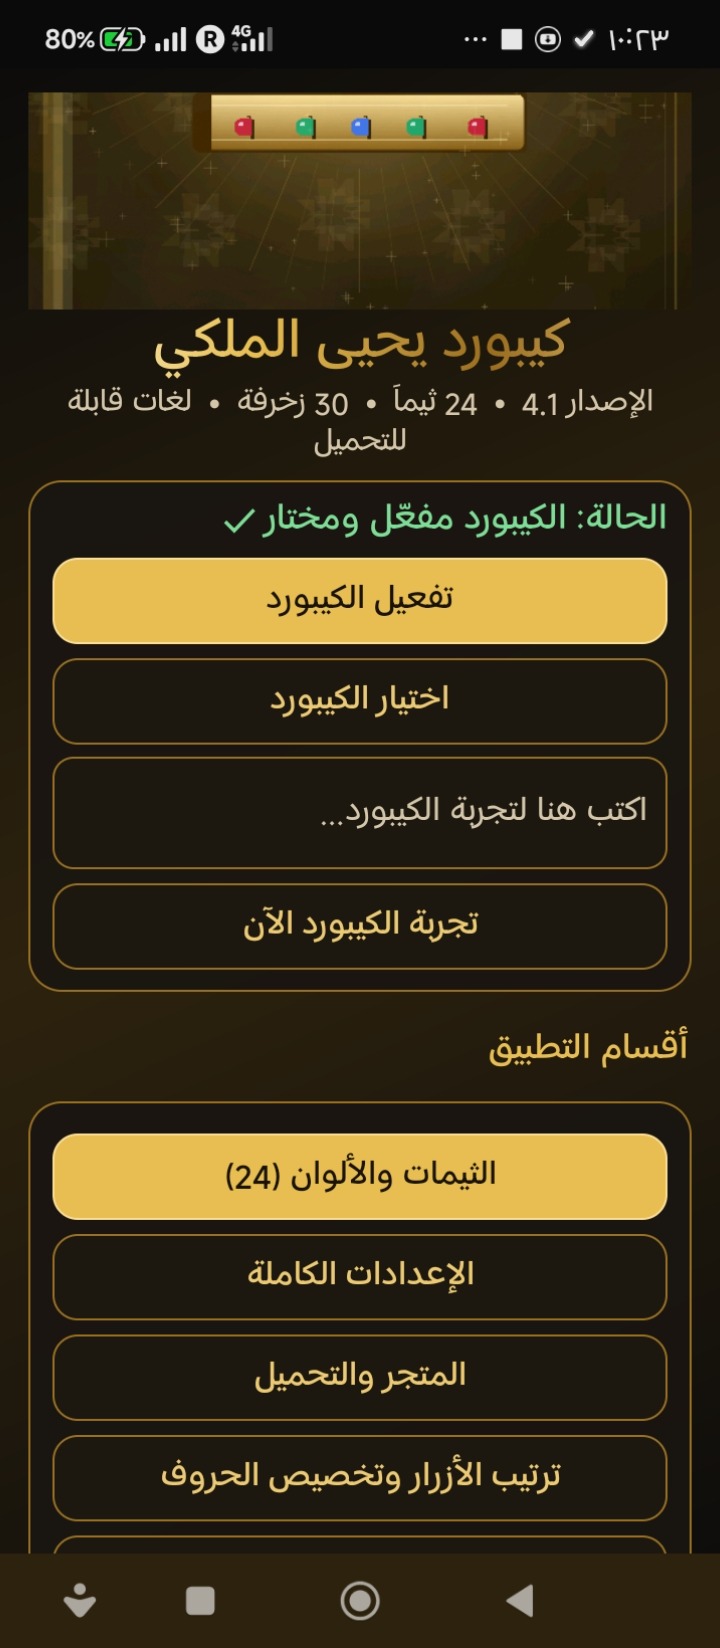 80%
R
4G
١٠:٢٣
كيبورد يحيى الملكي
الإصدار 4.1 • 24 ثيماً • 30 زخرفة • لغات قابلة
للتحميل
الحالة: الكيبورد مفعّل ومختار ✓
تفعيل الكيبورد
اختيار الكيبورد
اكتب هنا لتجربة الكيبورد...
تجربة الكيبورد الآن
أقسام التطبيق
الثيمات والألوان (24)
الإعدادات الكاملة
المتجر والتحميل
ترتيب الأزرار وتخصيص الحروف